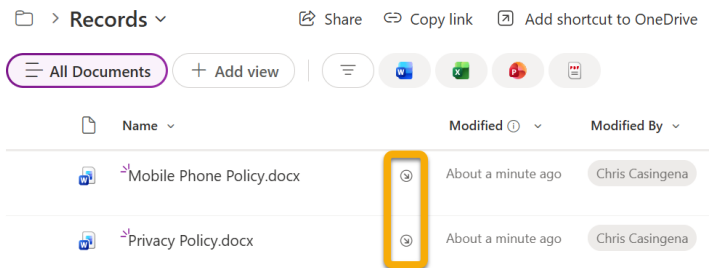 Records
Share Copy link Add shortcut to OneDrive
All Documents Add view W X P PDF
Name Modified Modified By
W Mobile Phone Policy.docx About a minute ago Chris Casingena
W Privacy Policy.docx About a minute ago Chris Casingena